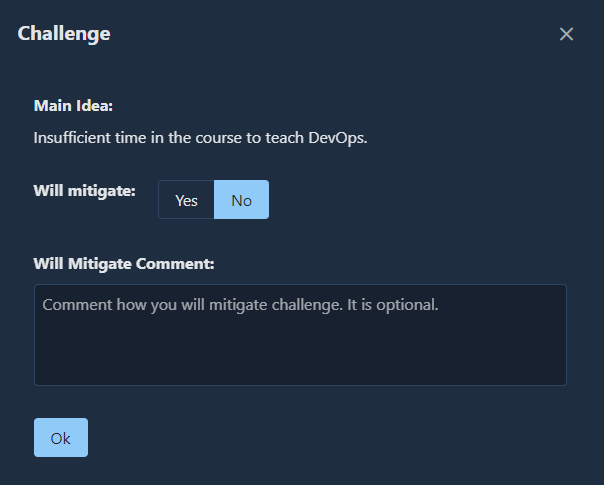 Challenge
Main Idea:
Insufficient time in the course to teach DevOps.
Will mitigate:
Yes
No
Will Mitigate Comment:
Comment how you will mitigate challenge. It is optional.
Ok